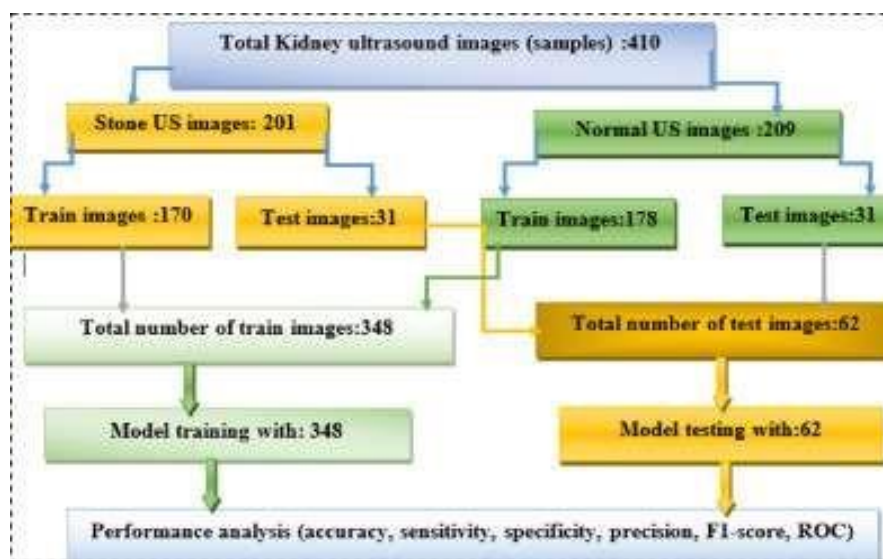 Total Kidney ultrasound images (samples) :410
Stone US images: 201
Normal US images :209
Train images :170
Test images:31
Train images:178
Test images:31
Total number of train images:348
Total number of test images:62
Model training with: 348
Model testing with:62
Performance analysis (accuracy, sensitivity, specificity, precision, F1-score, ROC)